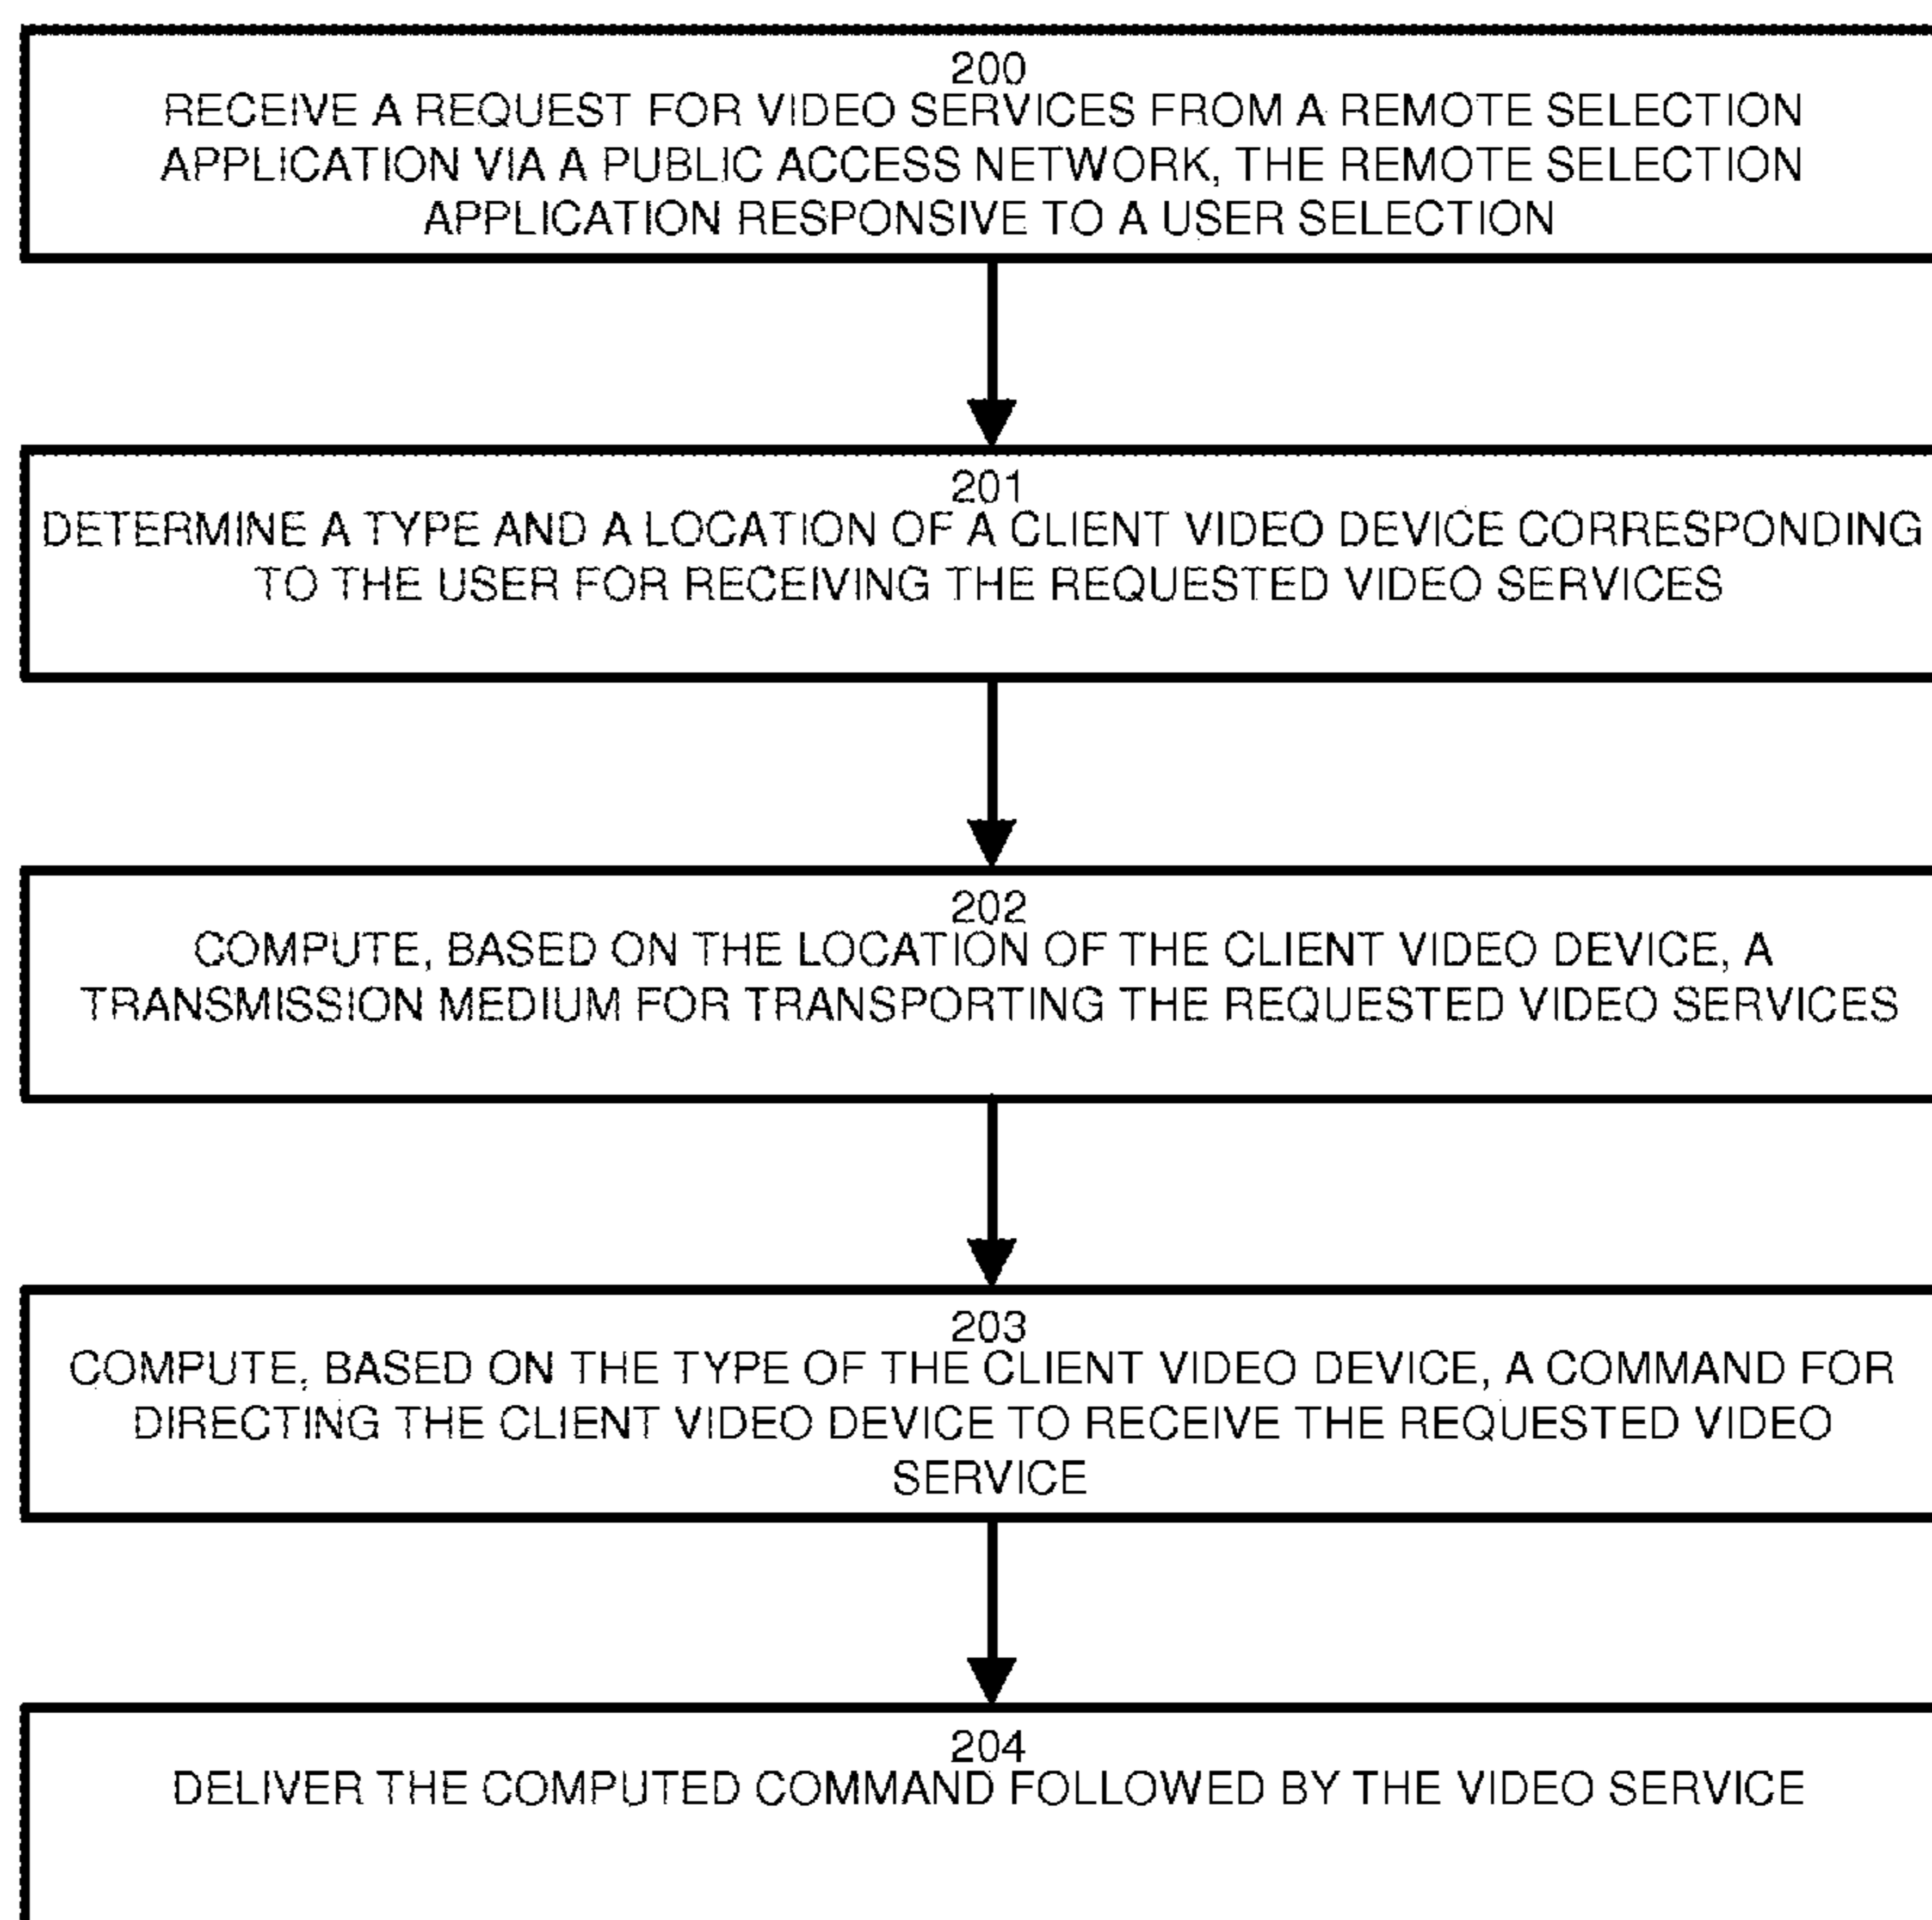 200
RECEIVE A REQUEST FOR VIDEO SERVICES FROM A REMOTE SELECTION
APPLICATION VIA A PUBLIC ACCESS NETWORK, THE REMOTE SELECTION
APPLICATION RESPONSIVE TO A USER SELECTION
201
DETERMINE A TYPE AND A LOCATION OF A CLIENT VIDEO DEVICE CORRESPONDING
TO THE USER FOR RECEIVING THE REQUESTED VIDEO SERVICES
202
COMPUTE, BASED ON THE LOCATION OF THE CLIENT VIDEO DEVICE, A
TRANSMISSION MEDIUM FOR TRANSPORTING THE REQUESTED VIDEO SERVICES
203
COMPUTE, BASED ON THE TYPE OF THE CLIENT VIDEO DEVICE, A COMMAND FOR
DIRECTING THE CLIENT VIDEO DEVICE TO RECEIVE THE REQUESTED VIDEO
SERVICE
204
DELIVER THE COMPUTED COMMAND FOLLOWED BY THE VIDEO SERVICE